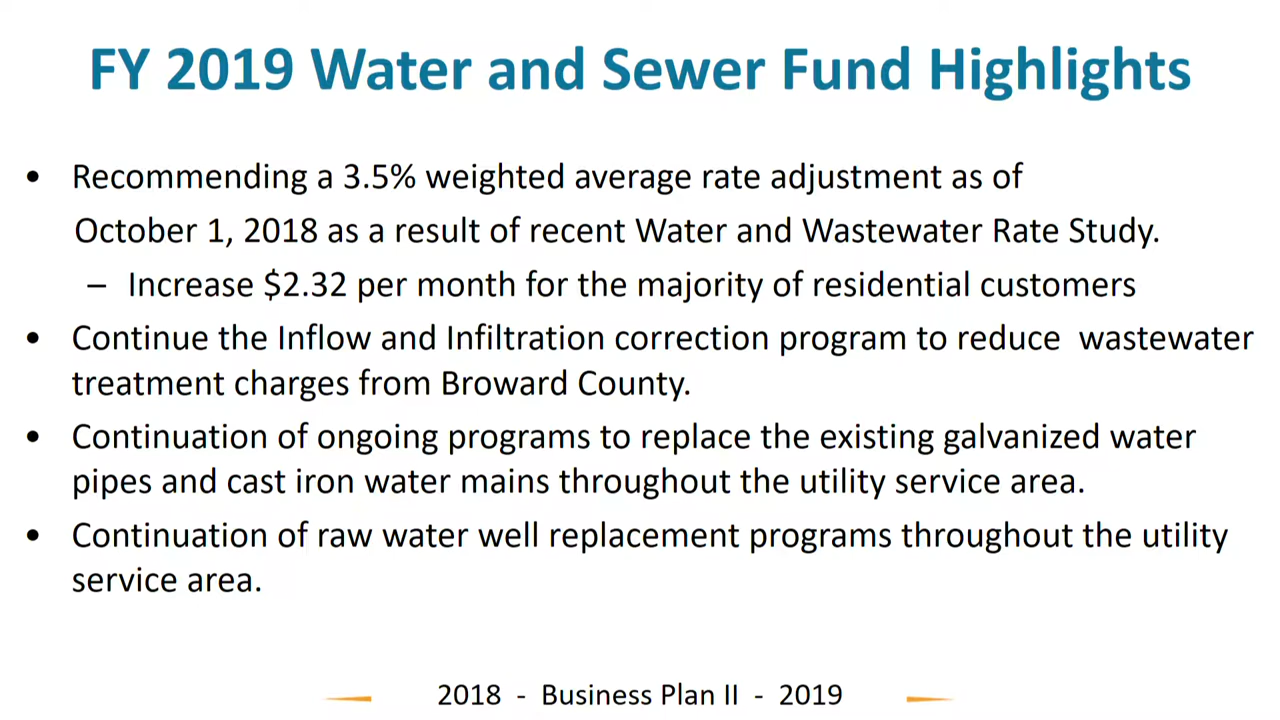 FY 2019 Water and Sewer Fund Highlights
• Recommending a 3.5% weighted average rate adjustment as of
October 1, 2018 as a result of recent Water and Wastewater Rate Study.
– Increase $2.32 per month for the majority of residential customers
• Continue the Inflow and Infiltration correction program to reduce  wastewater
treatment charges from Broward County.
• Continuation of ongoing programs to replace the existing galvanized water
pipes and cast iron water mains throughout the utility service area.
• Continuation of raw water well replacement programs throughout the utility
service area.
2018 - Business Plan II - 2019